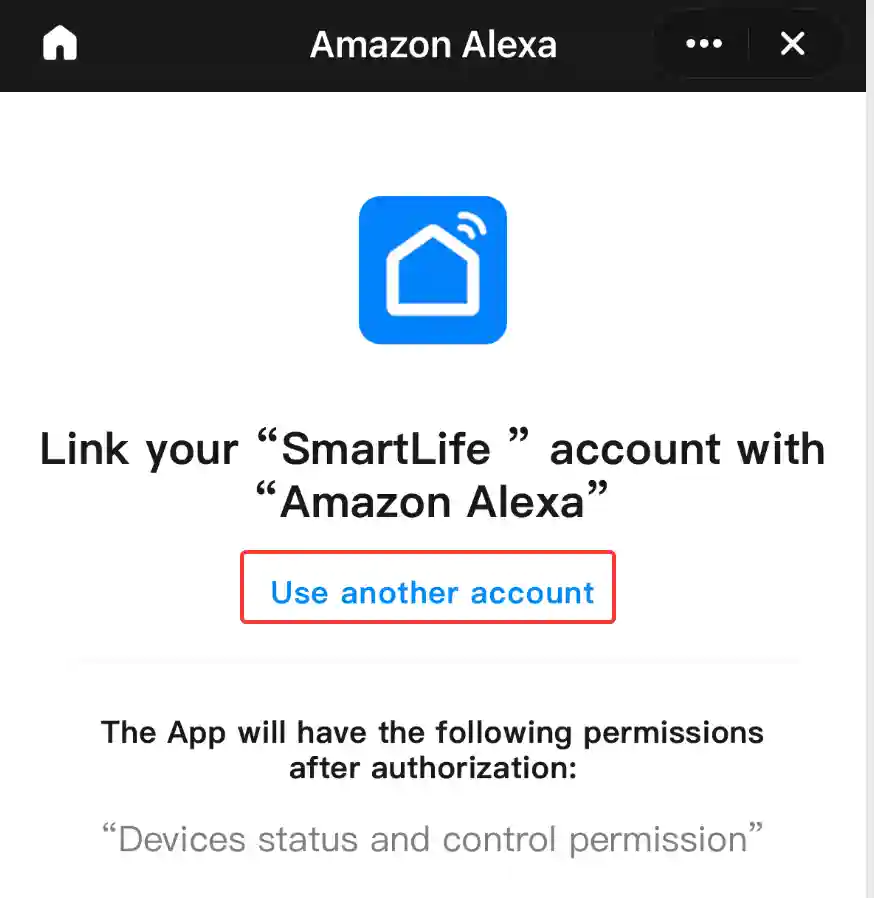 Amazon Alexa
Link your “SmartLife ” account with
“Amazon Alexa”
Use another account
The App will have the following permissions
after authorization:
“Devices status and control permission”